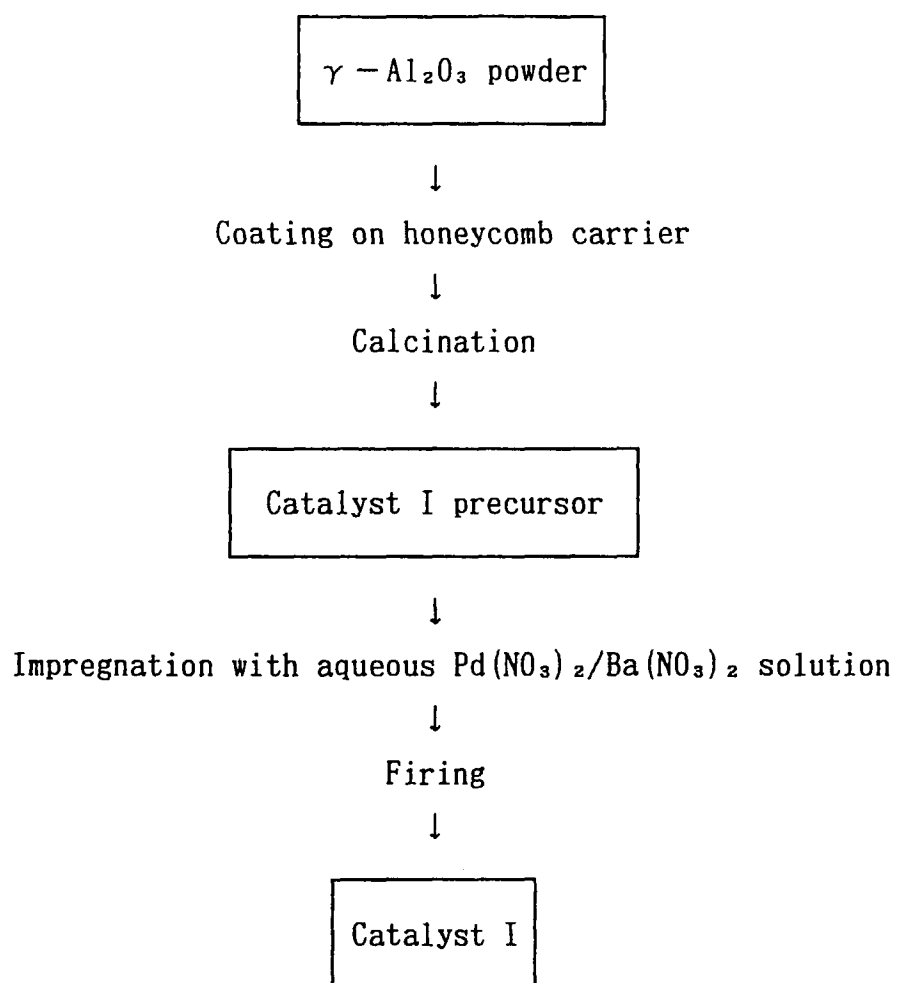 γ－Al₂O₃ powder
↓
Coating on honeycomb carrier
↓
Calcination
↓
Catalyst I precursor
↓
Impregnation with aqueous Pd(NO₃)₂/Ba(NO₃)₂ solution
↓
Firing
↓
Catalyst I